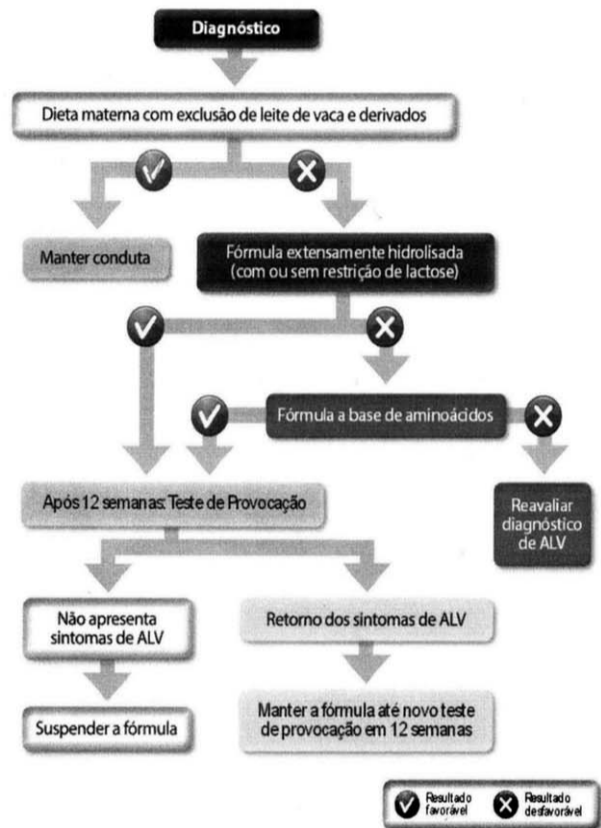 Diagnóstico
Dieta materna com exclusão de leite de vaca e derivados
Manter conduta
Fórmula extensamente hidrolisada
(com ou sem restrição de lactose)
Fórmula a base de aminoácidos
Após 12 semanas: Teste de Provocação
Reavaliar
diagnóstico
de ALV
Não apresenta
sintomas de ALV
Retorno dos sintomas de ALV
Suspender a fórmula
Manter a fórmula até novo teste
de provocação em 12 semanas
Resultado
favorável
Resultado
desfavorável